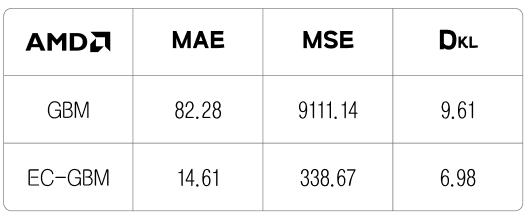 AMD MAE MSE DKL
GBM 82.28 9111.14 9.61
EC-GBM 14.61 338.67 6.98